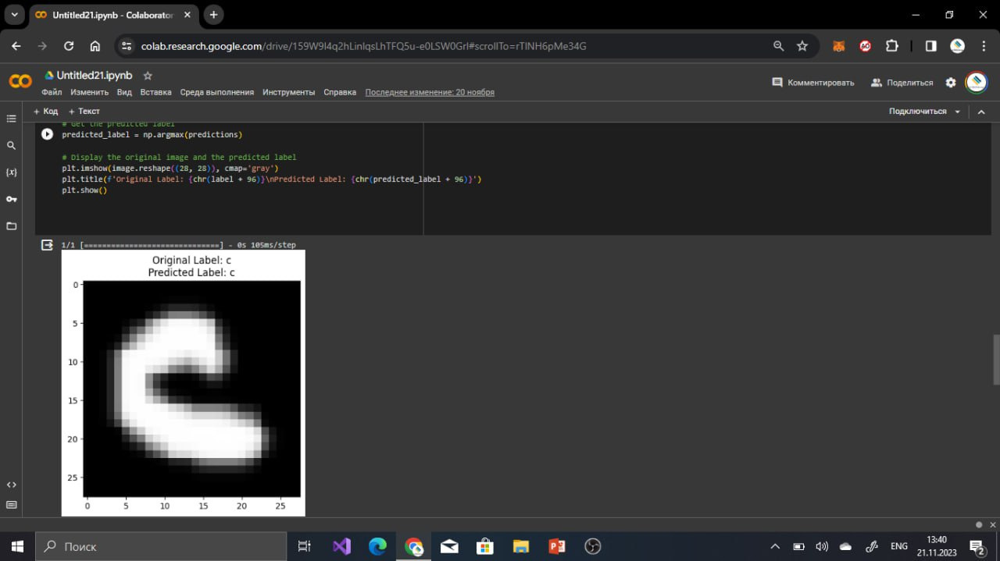 Untitled21.ipynb - Colaborator
colab.research.google.com/drive/159W9I4q2hLinIqsLhTFQ5u-e0LSW0Grl#scrollTo=rTlNH6pMe34G
Untitled21.ipynb
Комментировать
Поделиться
Файл Изменить Вид Вставка Среда выполнения Инструменты Справка Последнее изменение: 20 ноября
+ Код + Текст
Подключиться
# Get the predicted label
predicted_label = np.argmax(predictions)
# Display the original image and the predicted label
plt.imshow(image.reshape((28, 28)), cmap='gray')
plt.title(f'Original Label: {chr(label + 96)}\nPredicted Label: {chr(predicted_label + 96)}')
plt.show()
1/1 [==============================] - 0s 105ms/step
Original Label: c
Predicted Label: c
0
5
10
15
20
25
0 5 10 15 20 25
Поиск
ENG
13:40
21.11.2023
2